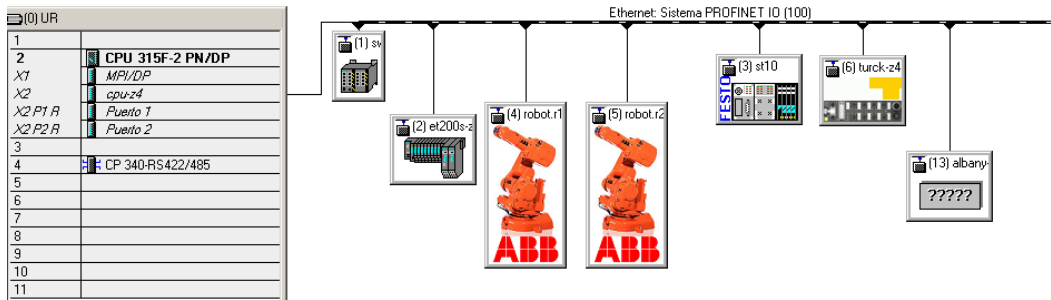 (0) UR
1
2 CPU 315F-2 PN/DP
X1 MPI/DP
X2 cpu-z4
X2 P1 R Puerto 1
X2 P2 R Puerto 2
3
4 CP 340-RS422/485
5
6
7
8
9
10
11
Ethernet: Sistema PROFINET IO (100)
(1) sw
(2) et200s-z
(4) robot.r1
ABB
(5) robot.r2
ABB
(3) st10
FESTO
(6) turck-z4
(13) albany-
?????